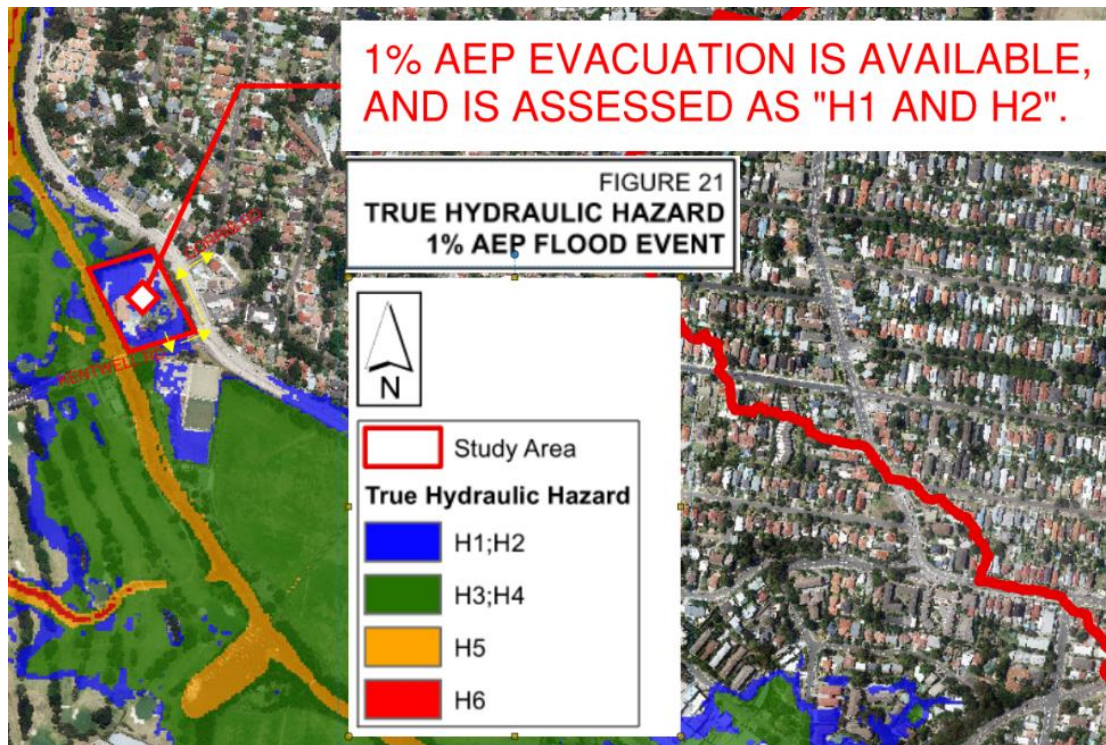 1% AEP EVACUATION IS AVAILABLE,
AND IS ASSESSED AS "H1 AND H2".
FIGURE 21
TRUE HYDRAULIC HAZARD
1% AEP FLOOD EVENT
N
Study Area
True Hydraulic Hazard
H1;H2
H3;H4
H5
H6